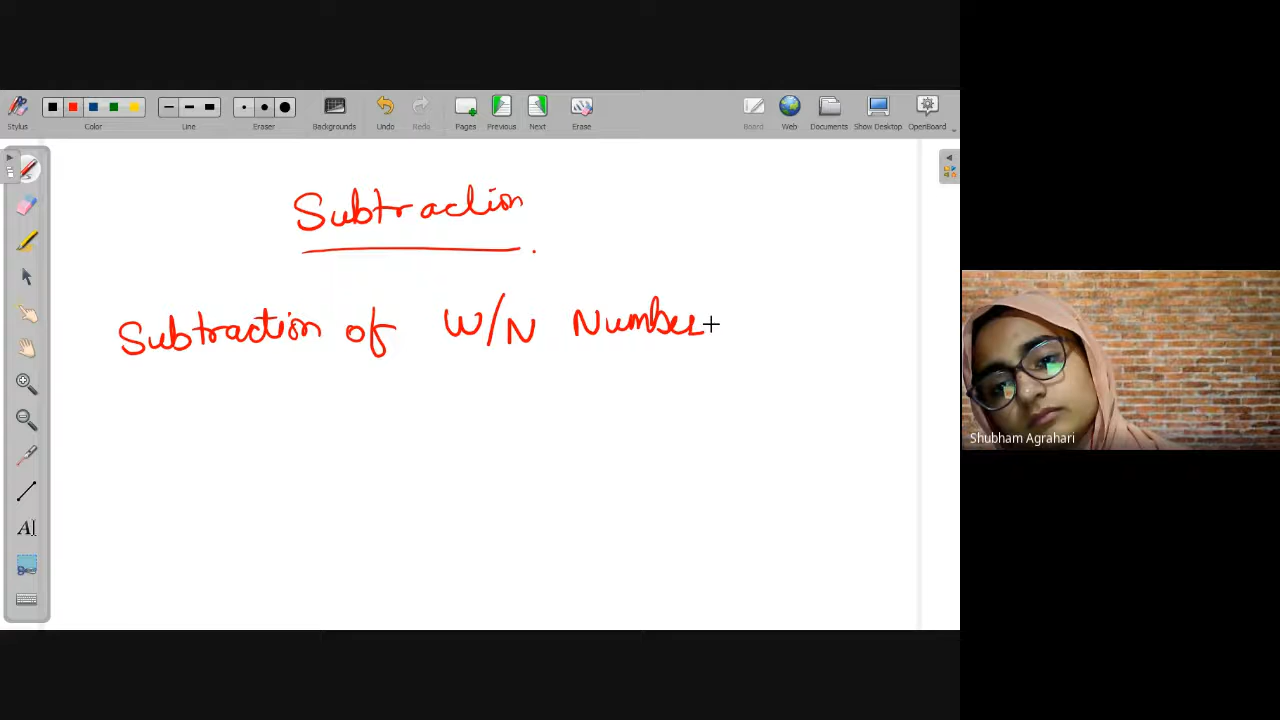 Stylus
Color
Line
Eraser
Backgrounds
Undo
Redo
Pages
Previous
Next
Erase
Board
Web
Documents
Show Desktop
OpenBoard
Subtraction
Subtraction of W/N Number
Shubham Agrahari